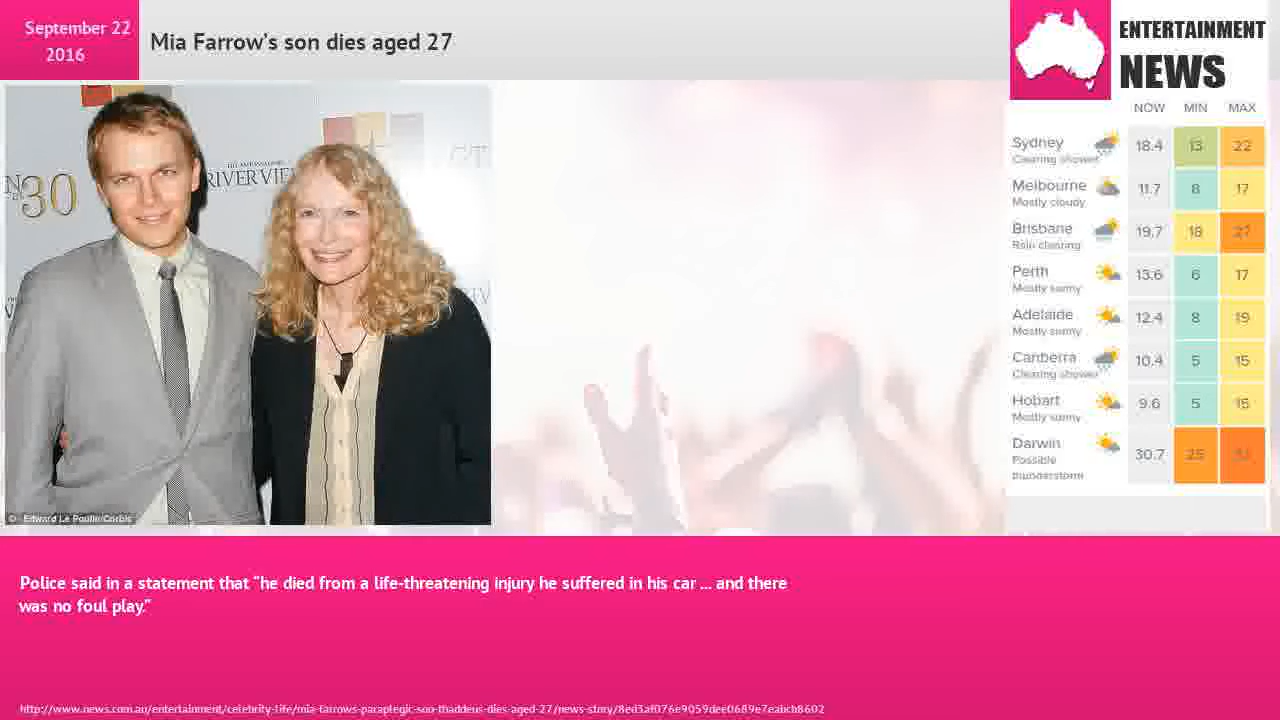 September 22
2016
Mia Farrow's son dies aged 27
ENTERTAINMENT
NEWS
NOW MIN MAX
Sydney 18.4 13 22
Clearing shower
Melbourne 11.7 8 17
Mostly cloudy
Brisbane 19.7 18 27
Rain clearing
Perth 13.6 6 17
Mostly sunny
Adelaide 12.4 8 19
Mostly sunny
Canberra 10.4 5 15
Clearing shower
Hobart 9.6 5 15
Mostly sunny
Darwin 30.7 25
Possible
thunderstorm
30
RIVER VIE
© Edward Le Poulin/Corbis
Police said in a statement that "he died from a life-threatening injury he suffered in his car ... and there
was no foul play."
http://www.news.com.au/entertainment/celebrity-life/mia-farrows-paraplegic-son-thaddeus-dies-aged-27/news-story/